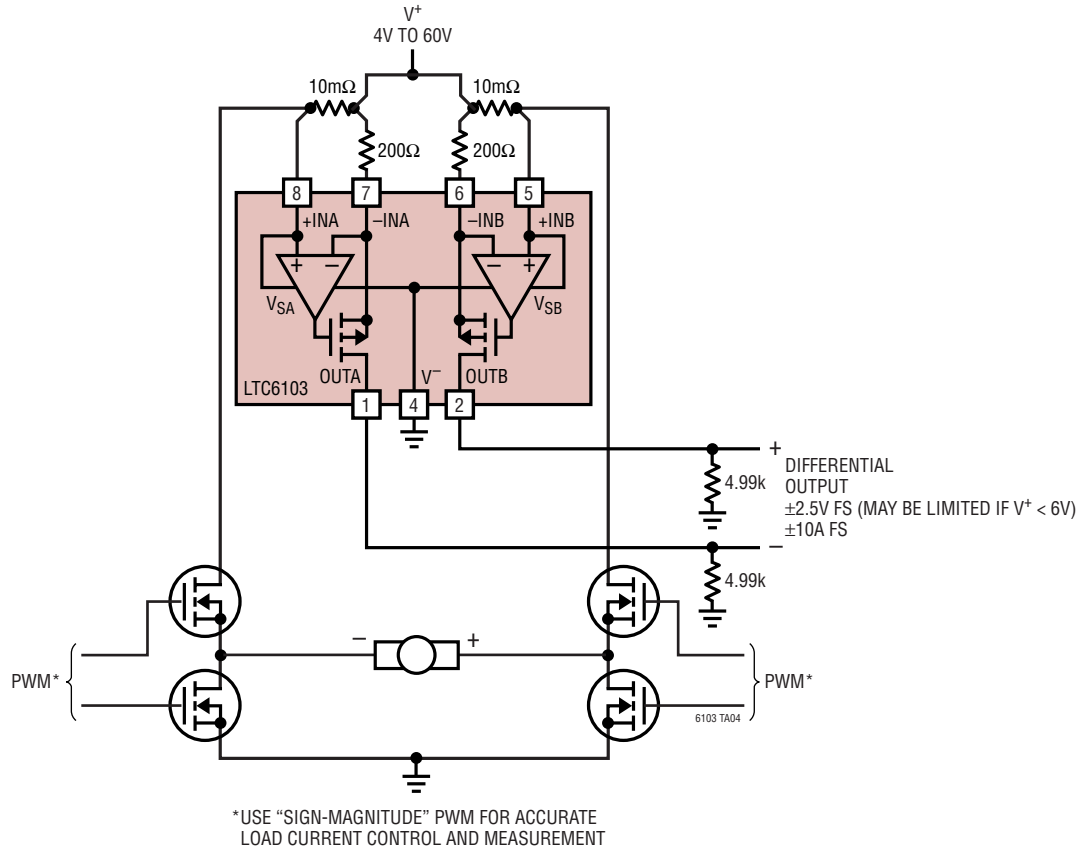 V+
4V TO 60V
10mΩ
10mΩ
200Ω
200Ω
8
7
6
5
+INA
–INA
–INB
+INB
+
–
–
+
VSA
VSB
OUTA
V–
OUTB
LTC6103
1
4
2
+
DIFFERENTIAL
OUTPUT
±2.5V FS (MAY BE LIMITED IF V+ < 6V)
±10A FS
4.99k
–
4.99k
–
+
PWM*
PWM*
6103 TA04
*USE “SIGN-MAGNITUDE” PWM FOR ACCURATE
LOAD CURRENT CONTROL AND MEASUREMENT